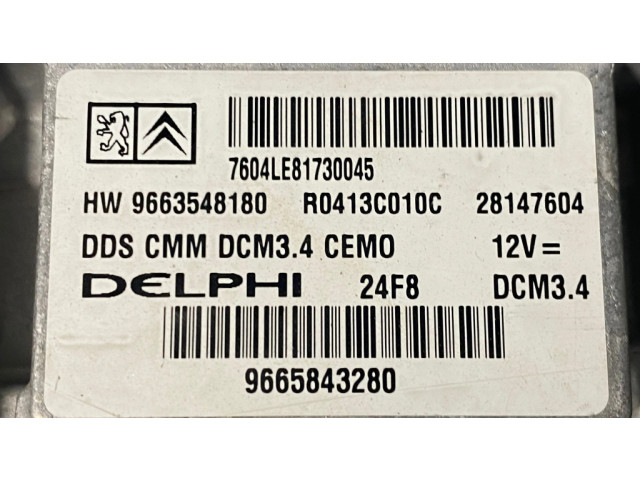 7604LE81730045
HW 9663548180 R0413C010C 28147604
DDS CMM DCM3.4 CEMO 12V=
DELPHI 24F8 DCM3.4
9665843280